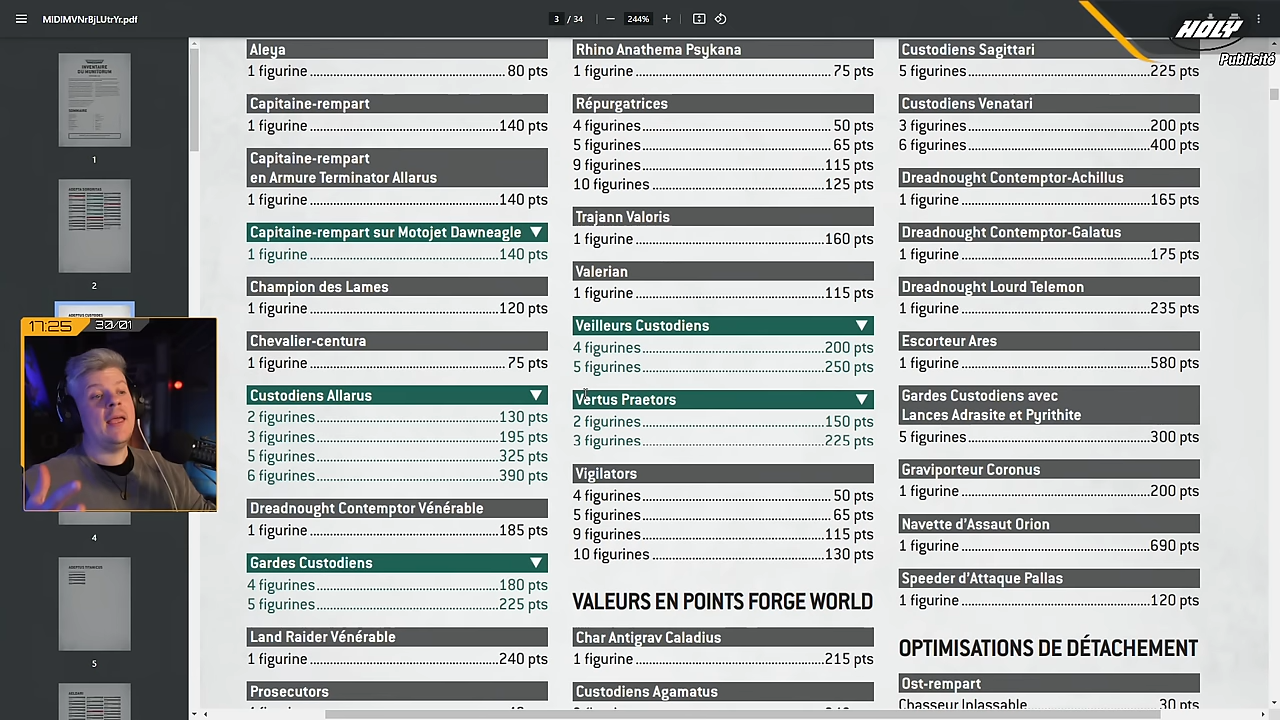 MIDIMVNrBjLUtrYr.pdf
3 / 34
244%
HOLY
Publicité
1
2
4
5
17:25
30/01
Aleya
1 figurine 80 pts
Capitaine-rempart
1 figurine 140 pts
Capitaine-rempart
en Armure Terminator Allarus
1 figurine 140 pts
Capitaine-rempart sur Motojet Dawneagle ▼
1 figurine 140 pts
Champion des Lames
1 figurine 120 pts
Chevalier-centura
1 figurine 75 pts
Custodiens Allarus ▼
2 figurines 130 pts
3 figurines 195 pts
5 figurines 325 pts
6 figurines 390 pts
Dreadnought Contemptor Vénérable
1 figurine 185 pts
Gardes Custodiens ▼
4 figurines 180 pts
5 figurines 225 pts
Land Raider Vénérable
1 figurine 240 pts
Prosecutors
Rhino Anathema Psykana
1 figurine 75 pts
Répurgatrices
4 figurines 50 pts
5 figurines 65 pts
9 figurines 115 pts
10 figurines 125 pts
Trajann Valoris
1 figurine 160 pts
Valerian
1 figurine 115 pts
Veilleurs Custodiens ▼
4 figurines 200 pts
5 figurines 250 pts
Vertus Praetors ▼
2 figurines 150 pts
3 figurines 225 pts
Vigilators
4 figurines 50 pts
5 figurines 65 pts
9 figurines 115 pts
10 figurines 130 pts
VALEURS EN POINTS FORGE WORLD
Char Antigrav Caladius
1 figurine 215 pts
Custodiens Agamatus
Custodiens Sagittari
5 figurines 225 pts
Custodiens Venatari
3 figurines 200 pts
6 figurines 400 pts
Dreadnought Contemptor-Achillus
1 figurine 165 pts
Dreadnought Contemptor-Galatus
1 figurine 175 pts
Dreadnought Lourd Telemon
1 figurine 235 pts
Escorteur Ares
1 figurine 580 pts
Gardes Custodiens avec
Lances Adrasite et Pyrithite
5 figurines 300 pts
Graviporteur Coronus
1 figurine 200 pts
Navette d'Assaut Orion
1 figurine 690 pts
Speeder d'Attaque Pallas
1 figurine 120 pts
OPTIMISATIONS DE DÉTACHEMENT
Ost-rempart
Chasseur Inlassable 30 pts